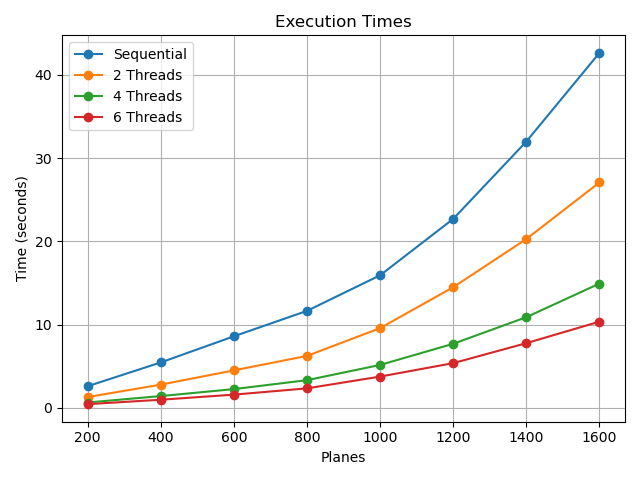 Execution Times
Sequential
2 Threads
4 Threads
6 Threads
Time (seconds)
40
30
20
10
0
200 400 600 800 1000 1200 1400 1600
Planes